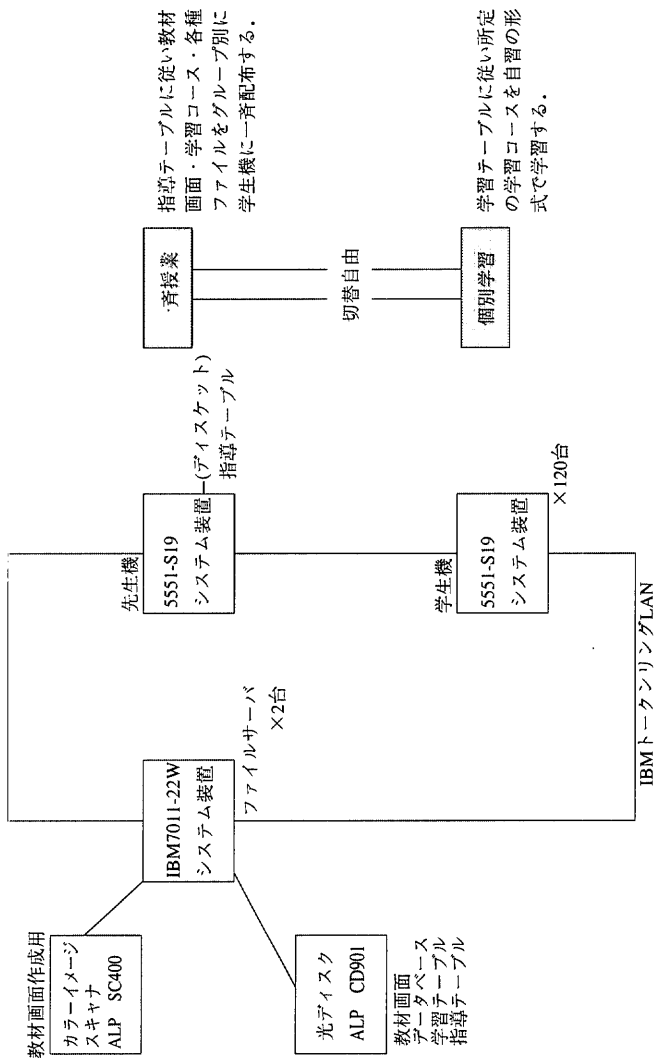 教材画面作成用
カラーイメージ
スキャナ
ALP SC400
光ディスク
ALP CD901
教材画面
データベース
学習テーブル
指導テーブル
IBM7011-22W
システム装置
ファイルサーバ
×2台
先生機
5551-S19
システム装置
(ディスケット)
指導テーブル
学生機
5551-S19
システム装置
×120台
IBMトークンリングLAN
一斉授業
切替自由
個別学習
指導テーブルに従い教材
画面・学習コース・各種
ファイルをグループ別に
学生機に一斉配布する.
学習テーブルに従い所定
の学習コースを自習の形
式で学習する.